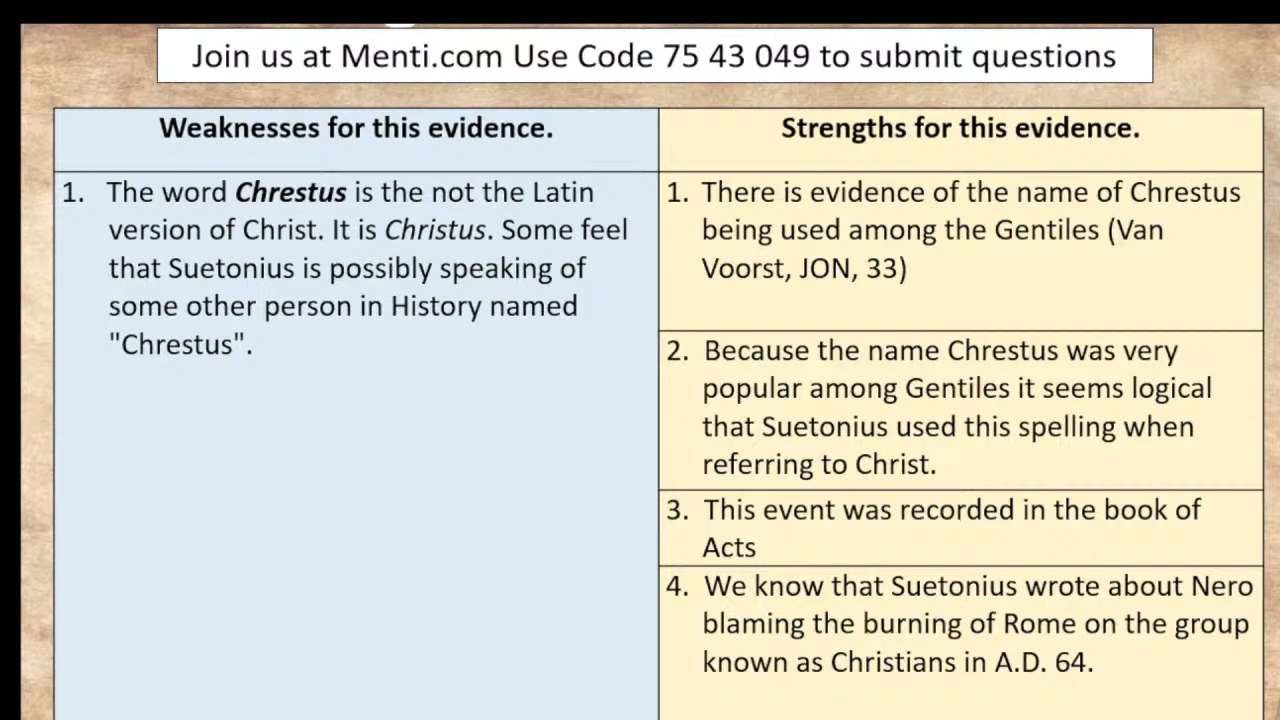 Join us at Menti.com Use Code 75 43 049 to submit questions
Weaknesses for this evidence.
1. The word Chrestus is the not the Latin
version of Christ. It is Christus. Some feel
that Suetonius is possibly speaking of
some other person in History named
"Chrestus".
Strengths for this evidence.
1. There is evidence of the name of Chrestus
being used among the Gentiles (Van
Voorst, JON, 33)
2. Because the name Chrestus was very
popular among Gentiles it seems logical
that Suetonius used this spelling when
referring to Christ.
3. This event was recorded in the book of
Acts
4. We know that Suetonius wrote about Nero
blaming the burning of Rome on the group
known as Christians in A.D. 64.